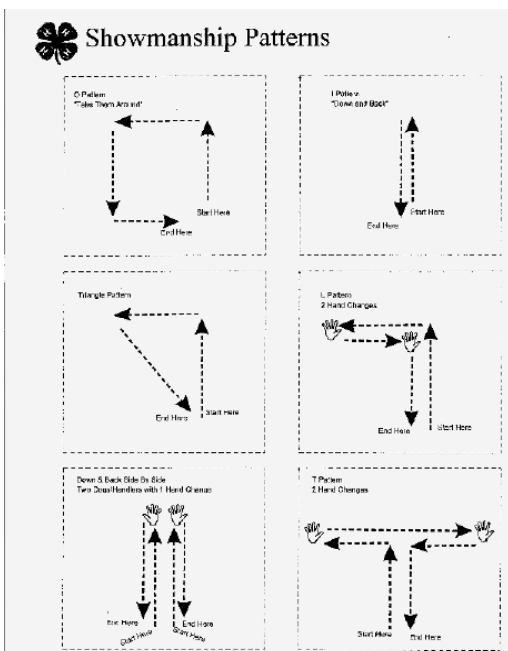 Showmanship Patterns
O Pattern
Them Around"
Start Here
End Here
I Pattern
"Down and Back"
Start Here
End Here
Triangle Pattern
End Here
Start Here
L Pattern
2 Hand Changes
End Here
Start Here
Down & Back Side By Side
Two Dogs/Handlers with 1 Hand Change
End Here
End Here
Start Here
Start Here
T Pattern
2 Hand Changes
Start Here
End Here